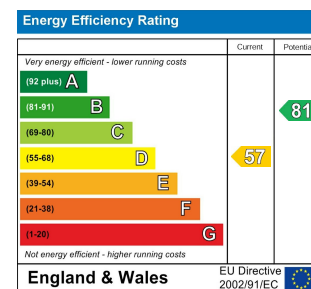 Energy Efficiency Rating
Current Potentia
Very energy efficient - lower running costs
(92 plus) A
(81-91) B
81
(69-80) C
(55-68) D
57
(39-54) E
(21-38) F
(1-20) G
Not energy efficient - higher running costs
England & Wales
EU Directive
2002/91/EC